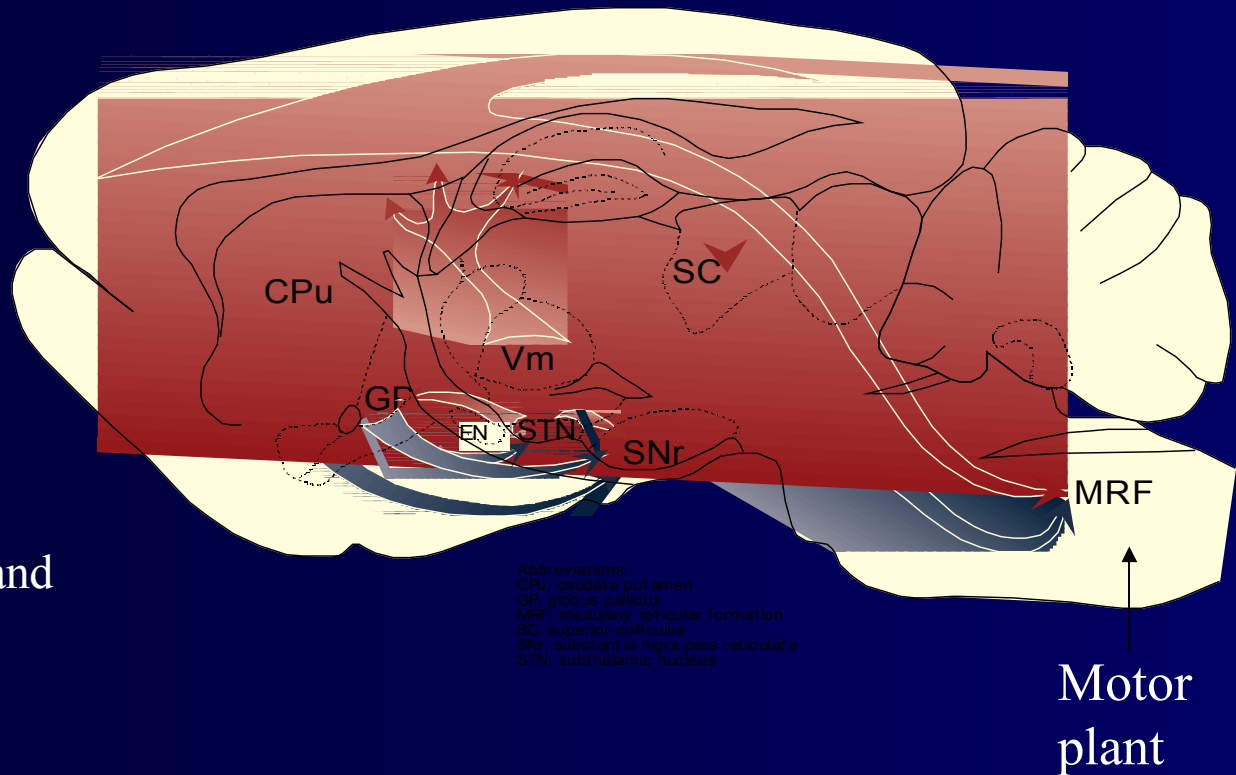 CPu
SC
Vm
GP
EN
STN
SNr
MRF
and
Abbreviations:
CPu, caudate putamen
GP, globus pallidus
MRF, medullary reticular formation
SC, superior colliculus
SNr, substantia nigra pars reticulata
STN, subthalamic nucleus
Motor
plant